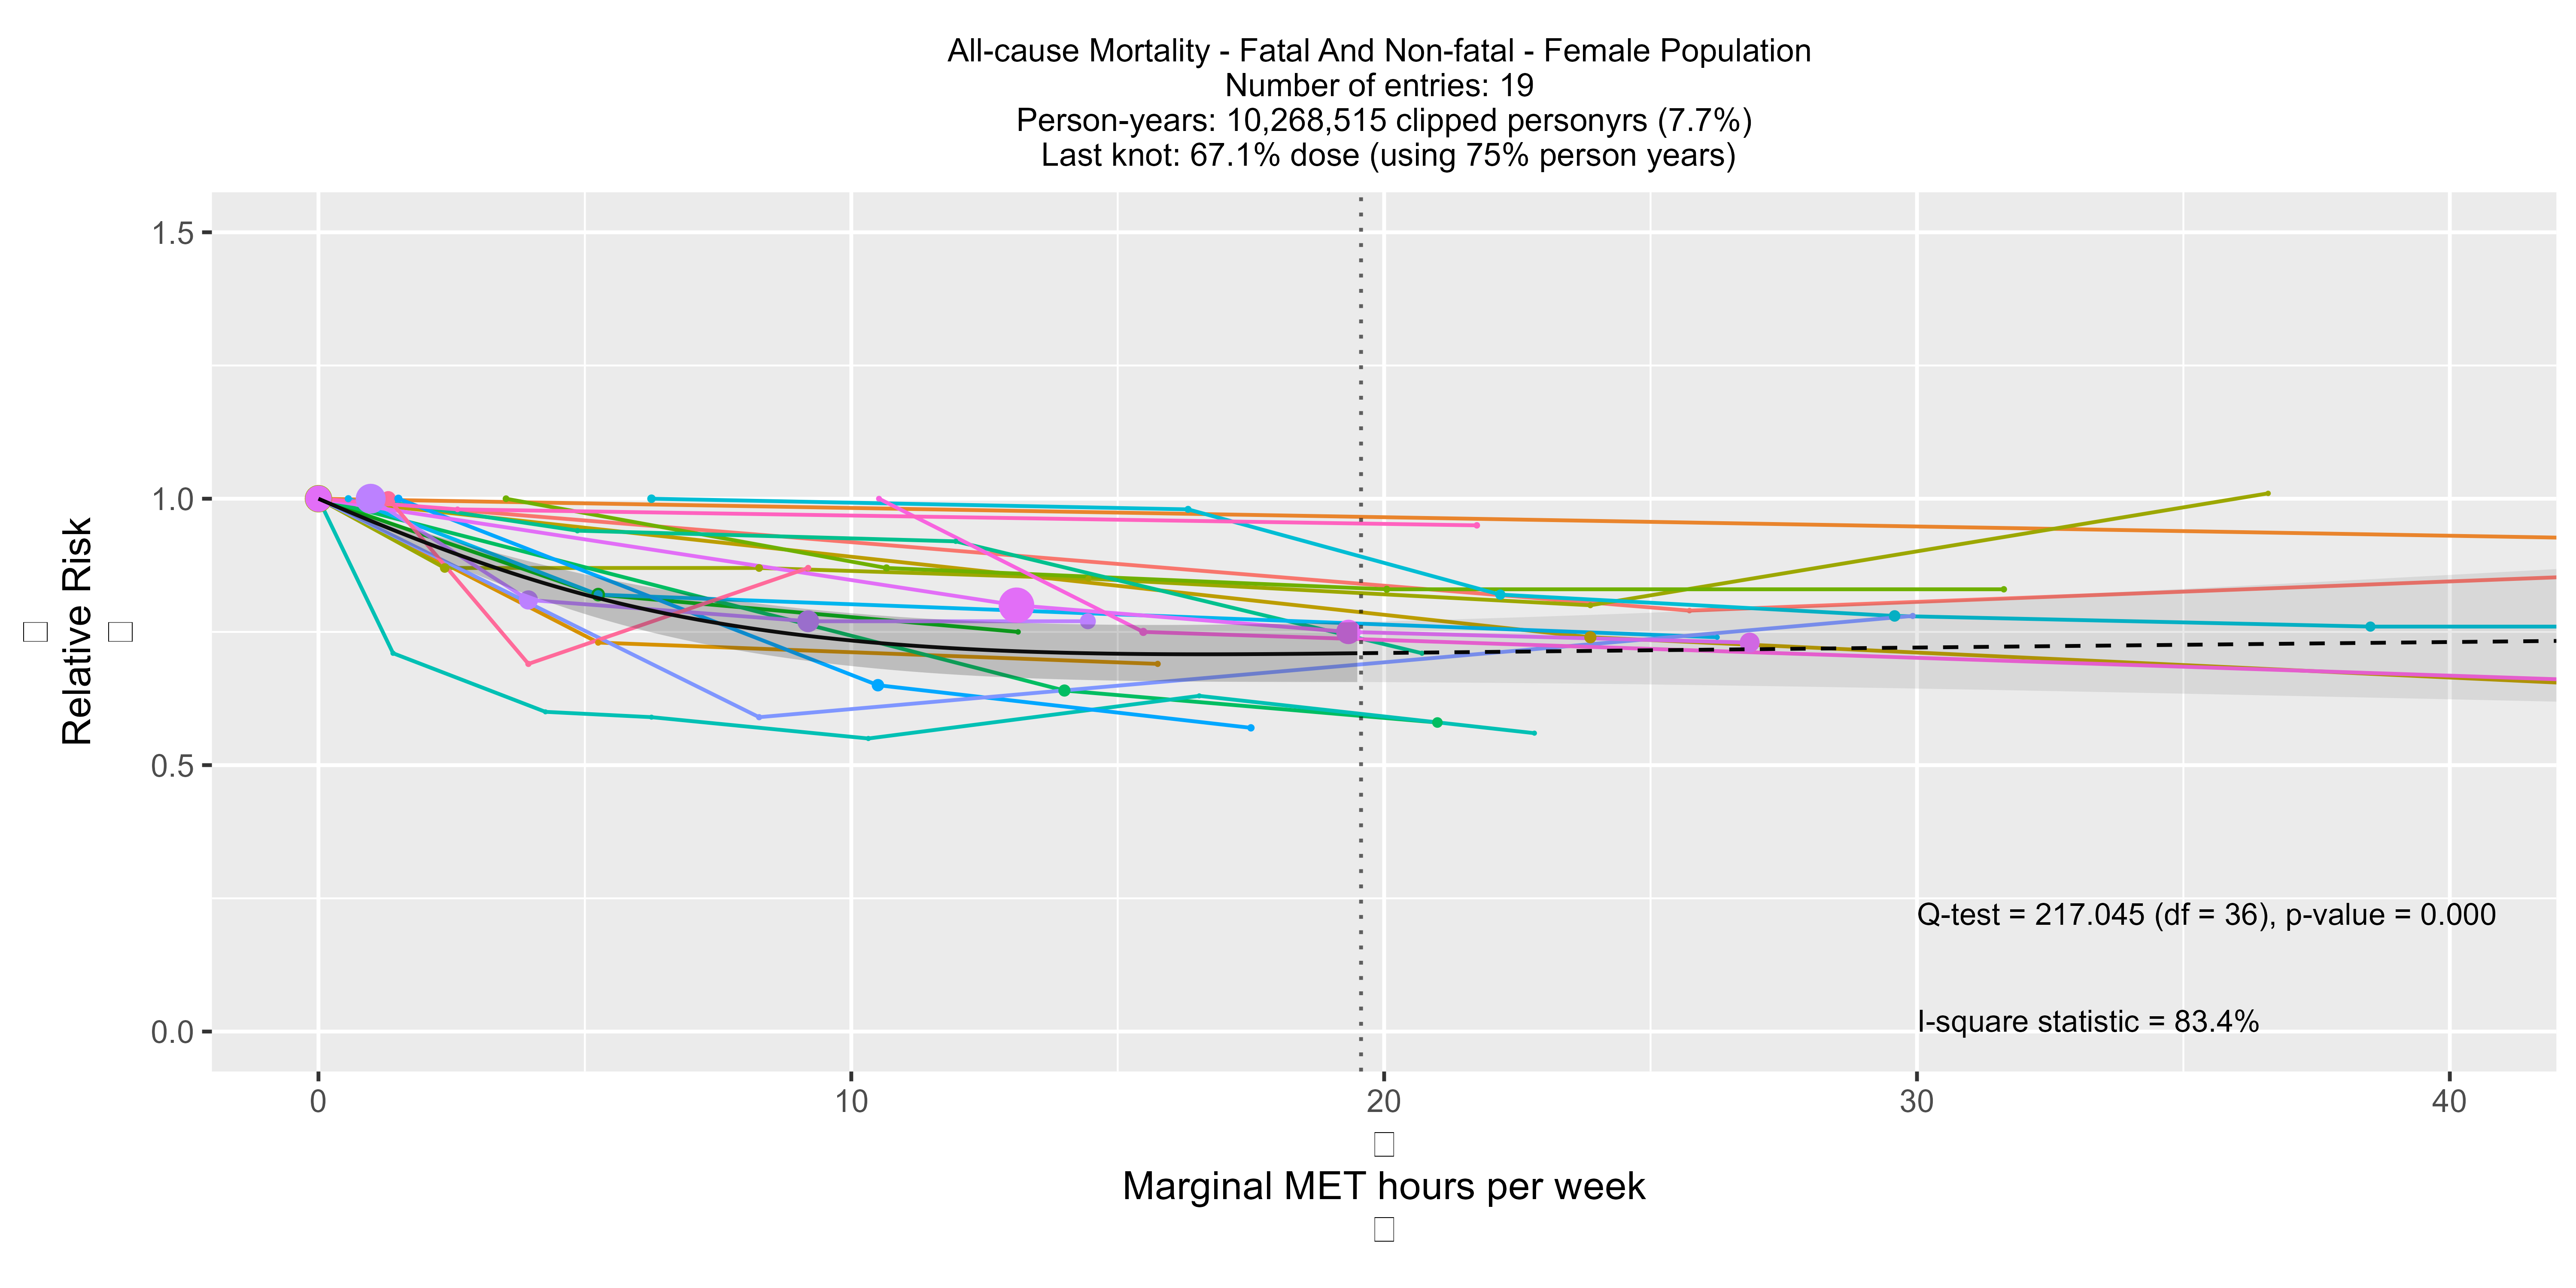 All-cause Mortality - Fatal And Non-fatal - Female Population
Number of entries: 19
Person-years: 10,268,515 clipped personyrs (7.7%)
Last knot: 67.1% dose (using 75% person years)
1.5
1.0
0.5
0.0
Relative Risk
Q-test = 217.045 (df = 36), p-value = 0.000
I-square statistic = 83.4%
0 10 20 30 40
Marginal MET hours per week